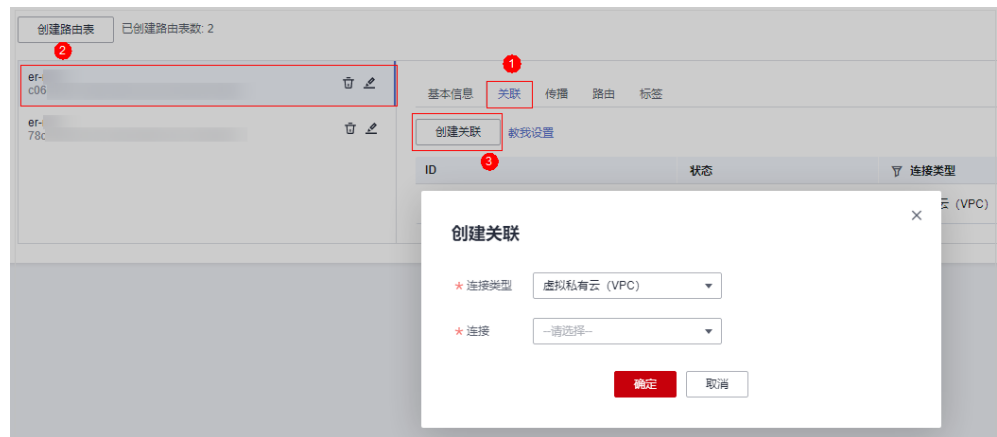 创建路由表 已创建路由表数: 2
2
er-
c06
er-
78c
1
基本信息 关联 传播 路由 标签
创建关联 教我设置
3
ID 状态 连接类型
云（VPC）
创建关联
* 连接类型 虚拟私有云（VPC）
* 连接 --请选择--
确定 取消